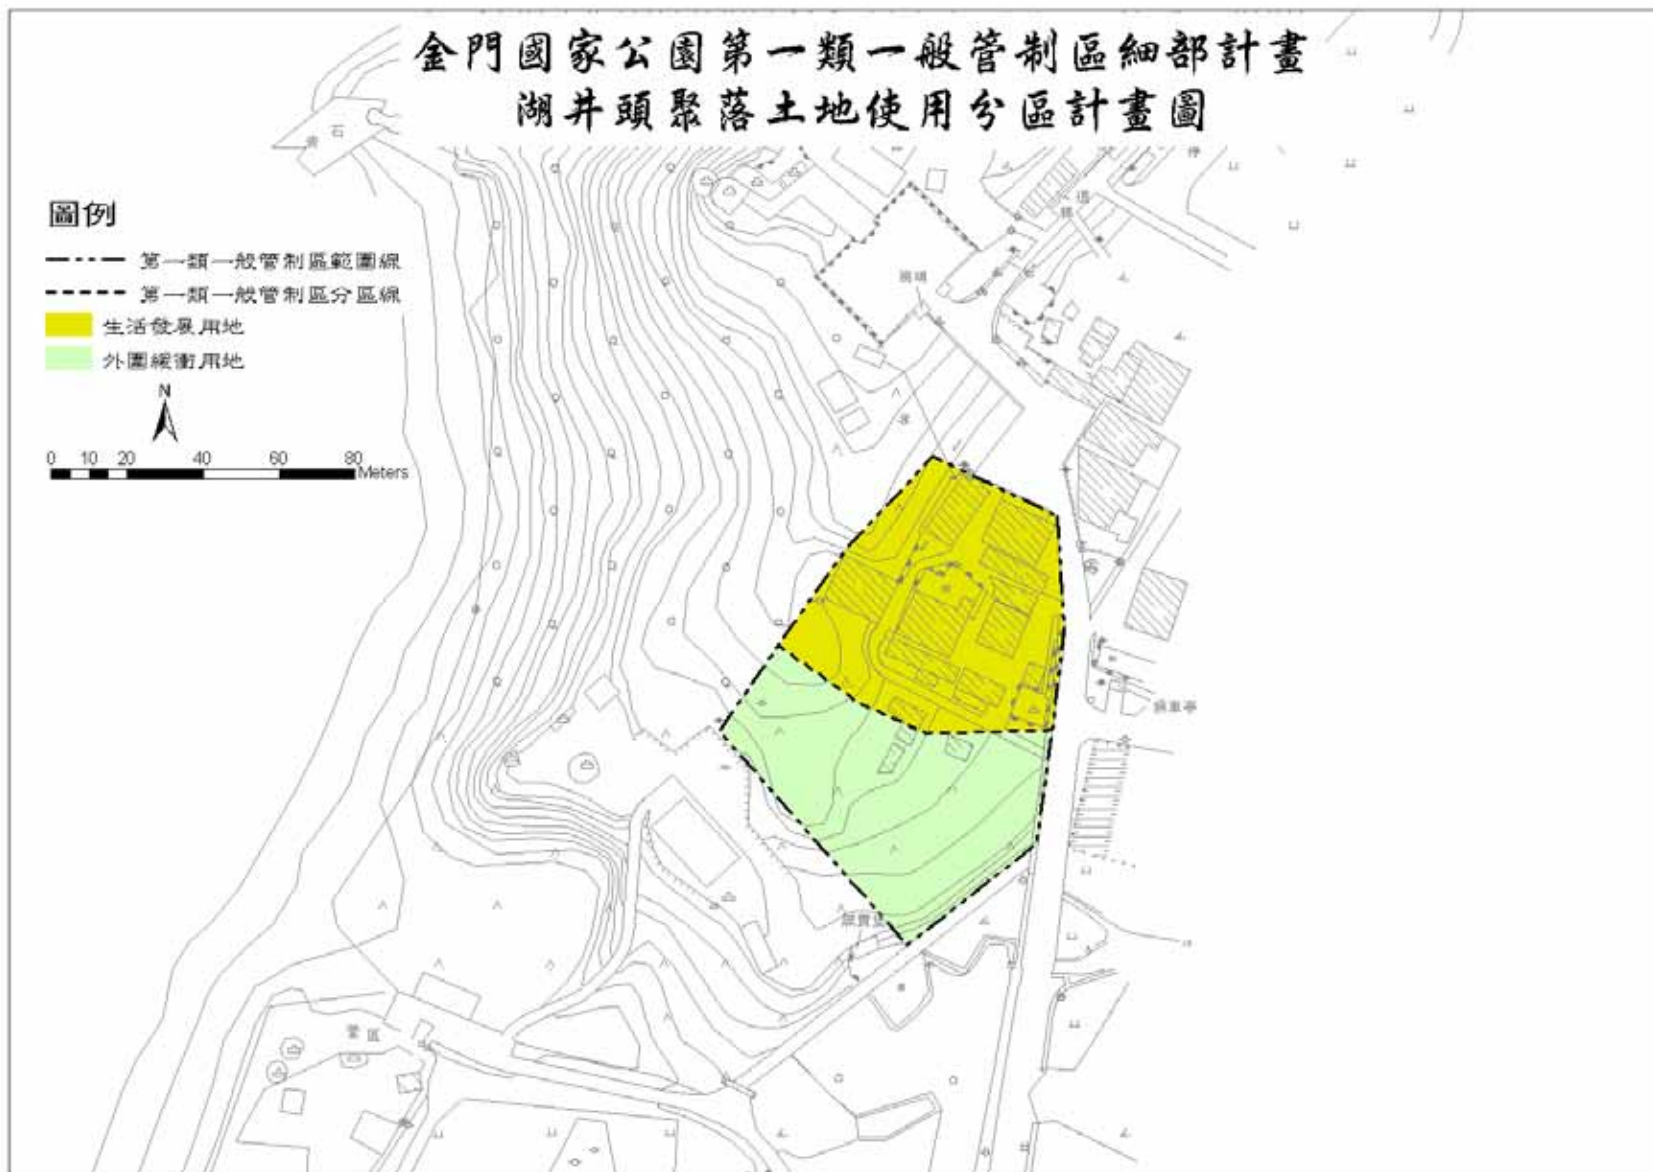 金門國家公園第一類一般管制區細部計畫
湖井頭聚落土地使用分區計畫圖
圖例
第一類一般管制區範圍線
第一類一般管制區分區線
生活發展用地
外圍緩衝用地
N
0 10 20 40 60 80
Meters
石
營區